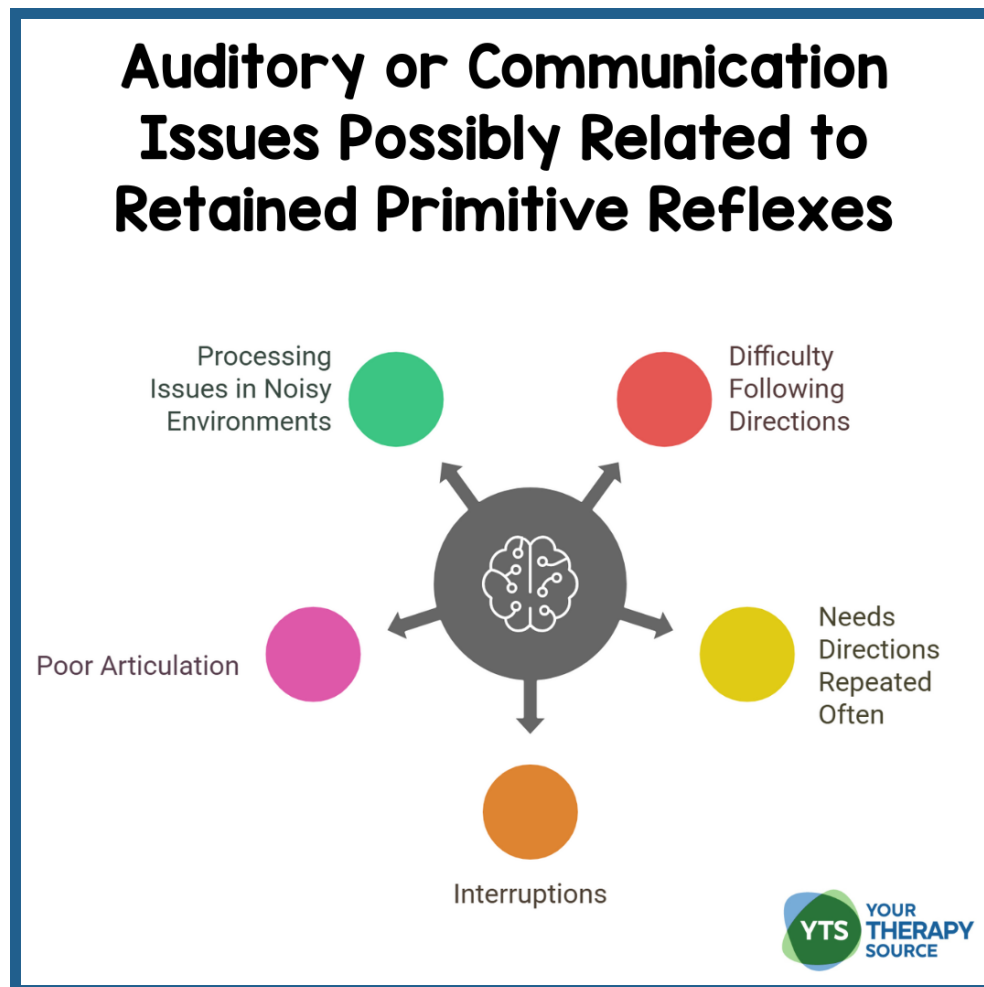 Auditory or Communication
Issues Possibly Related to
Retained Primitive Reflexes
Processing
Issues in Noisy
Environments
Difficulty
Following
Directions
Poor Articulation
Needs
Directions
Repeated
Often
Interruptions
YTS
YOUR
THERAPY
SOURCE